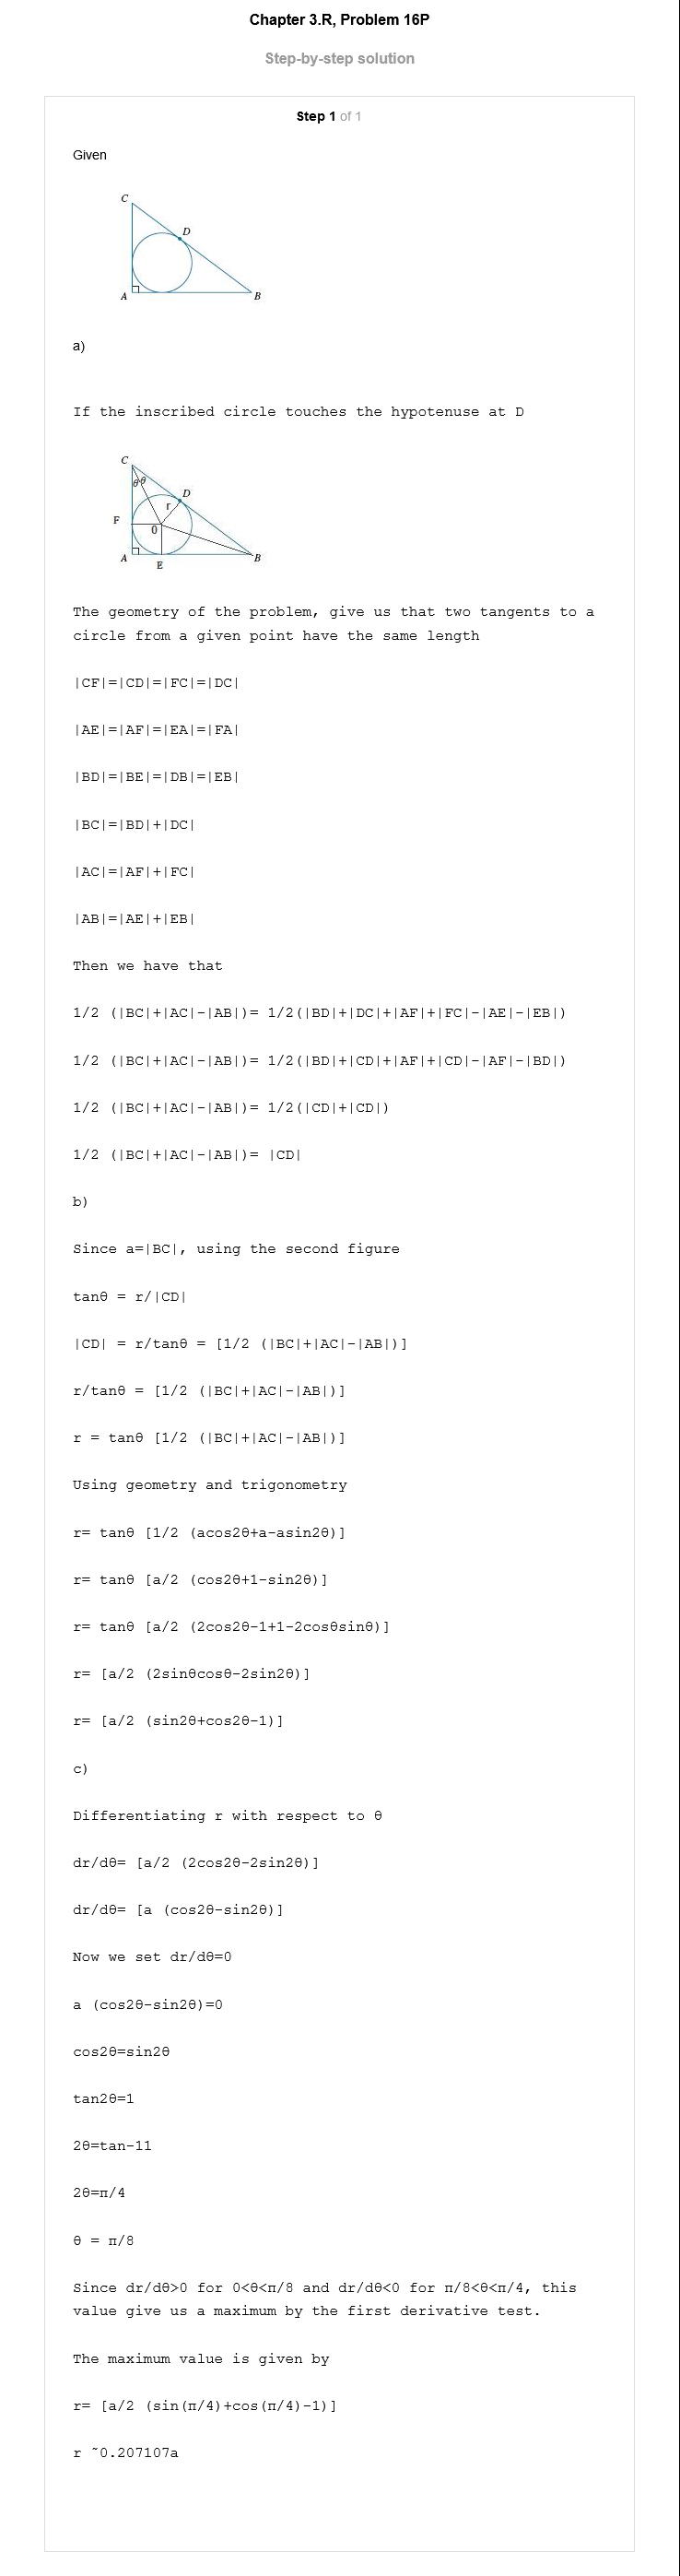 Chapter 3.R, Problem 16P
Step-by-step solution
Step 1 of 1
Given
C
D
A
B
a)
If the inscribed circle touches the hypotenuse at D
C
θθ
D
r
F
0
A
B
E
The geometry of the problem, give us that two tangents to a
circle from a given point have the same length
|CF|=|CD|=|FC|=|DC|
|AE|=|AF|=|EA|=|FA|
|BD|=|BE|=|DB|=|EB|
|BC|=|BD|+|DC|
|AC|=|AF|+|FC|
|AB|=|AE|+|EB|
Then we have that
1/2 (|BC|+|AC|-|AB|)= 1/2(|BD|+|DC|+|AF|+|FC|-|AE|-|EB|)
1/2 (|BC|+|AC|-|AB|)= 1/2(|BD|+|CD|+|AF|+|CD|-|AF|-|BD|)
1/2 (|BC|+|AC|-|AB|)= 1/2(|CD|+|CD|)
1/2 (|BC|+|AC|-|AB|)= |CD|
b)
Since a=|BC|, using the second figure
tanθ = r/|CD|
|CD| = r/tanθ = [1/2 (|BC|+|AC|-|AB|)]
r/tanθ = [1/2 (|BC|+|AC|-|AB|)]
r = tanθ [1/2 (|BC|+|AC|-|AB|)]
Using geometry and trigonometry
r= tanθ [1/2 (acos2θ+a-asin2θ)]
r= tanθ [a/2 (cos2θ+1-sin2θ)]
r= tanθ [a/2 (2cos2θ-1+1-2cosθsinθ)]
r= [a/2 (2sinθcosθ-2sin2θ)]
r= [a/2 (sin2θ+cos2θ-1)]
c)
Differentiating r with respect to θ
dr/dθ= [a/2 (2cos2θ-2sin2θ)]
dr/dθ= [a (cos2θ-sin2θ)]
Now we set dr/dθ=0
a (cos2θ-sin2θ)=0
cos2θ=sin2θ
tan2θ=1
2θ=tan-11
2θ=π/4
θ = π/8
Since dr/dθ>0 for 0<θ<π/8 and dr/dθ<0 for π/8<θ<π/4, this
value give us a maximum by the first derivative test.
The maximum value is given by
r= [a/2 (sin(π/4)+cos(π/4)-1)]
r ˜0.207107a